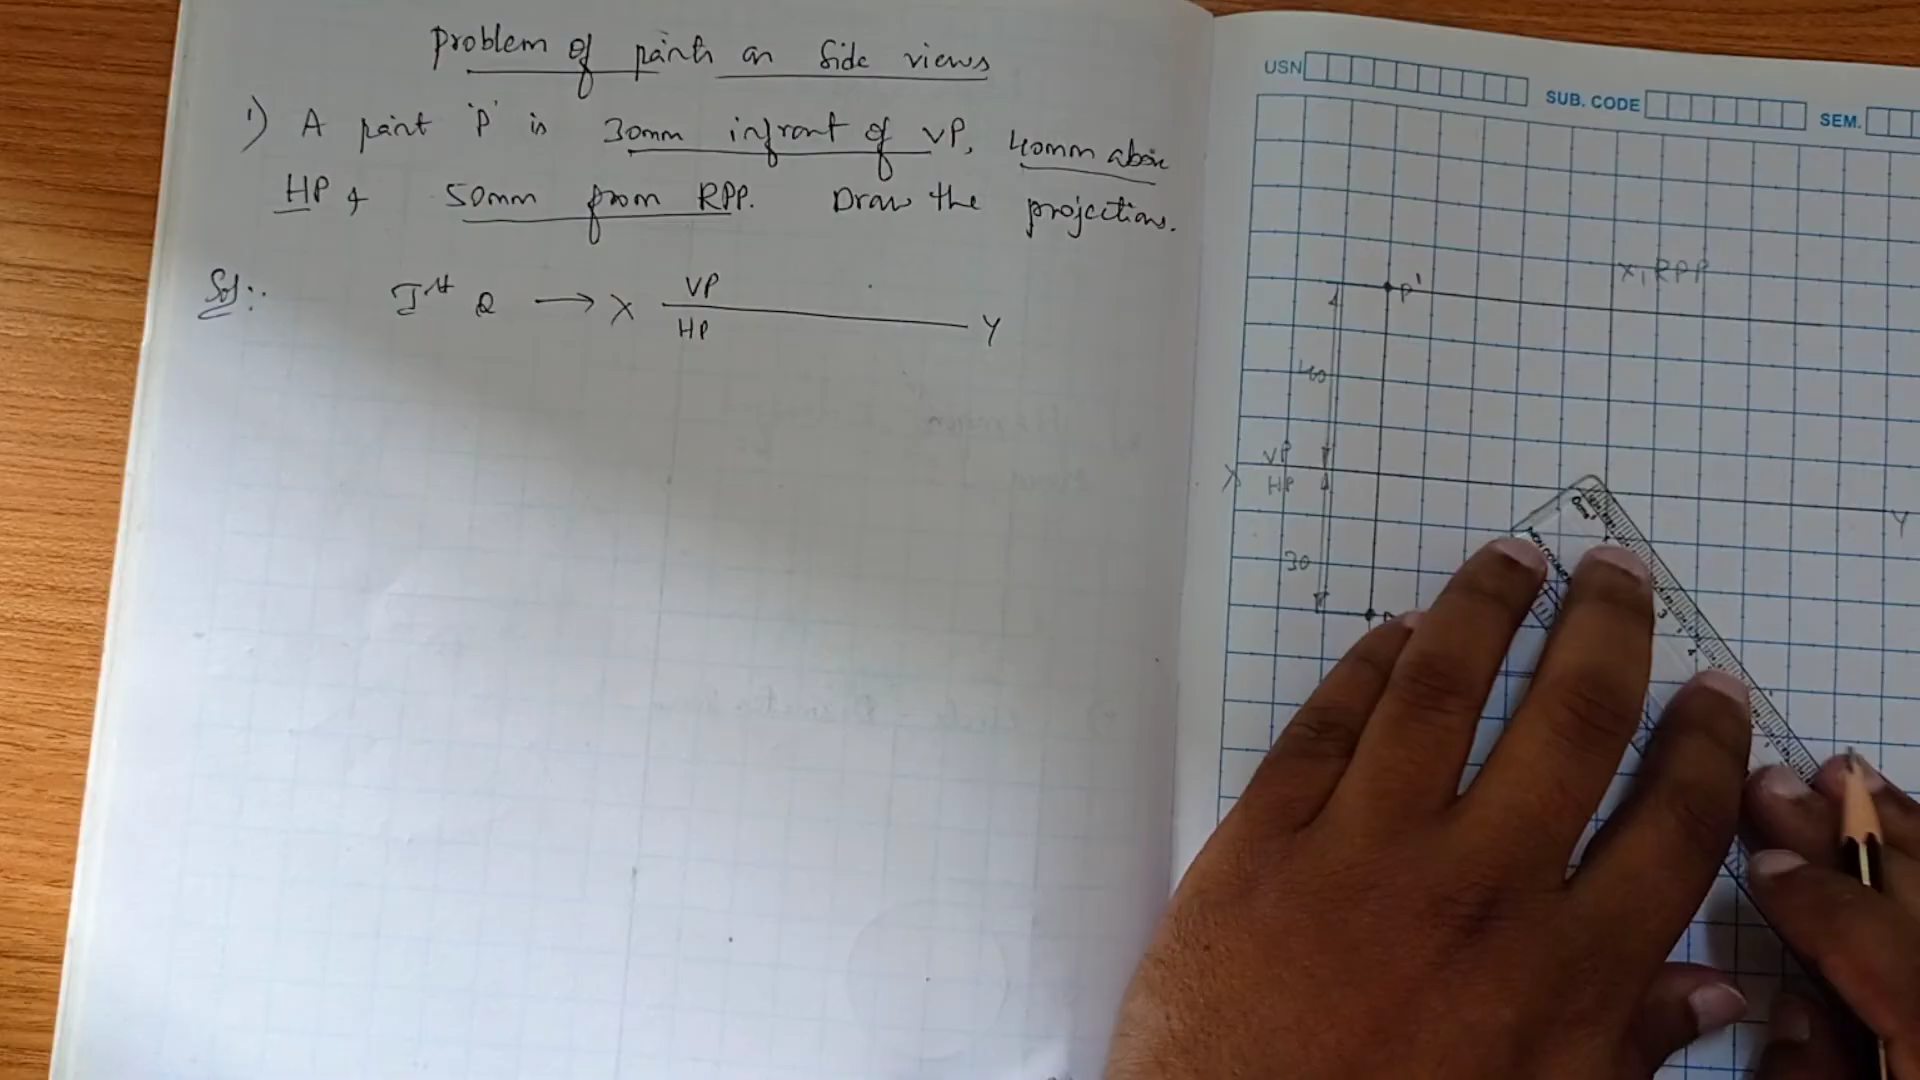 Problem of points on Side views
1) A point 'P' is 30mm infront of VP, 40mm above
HP & 50mm from RPP. Draw the projections.
Sol:. Ist Q → X VP
HP Y
USN
SUB. CODE
SEM.
X1 RPP
P'
40
VP
X HP Y
30